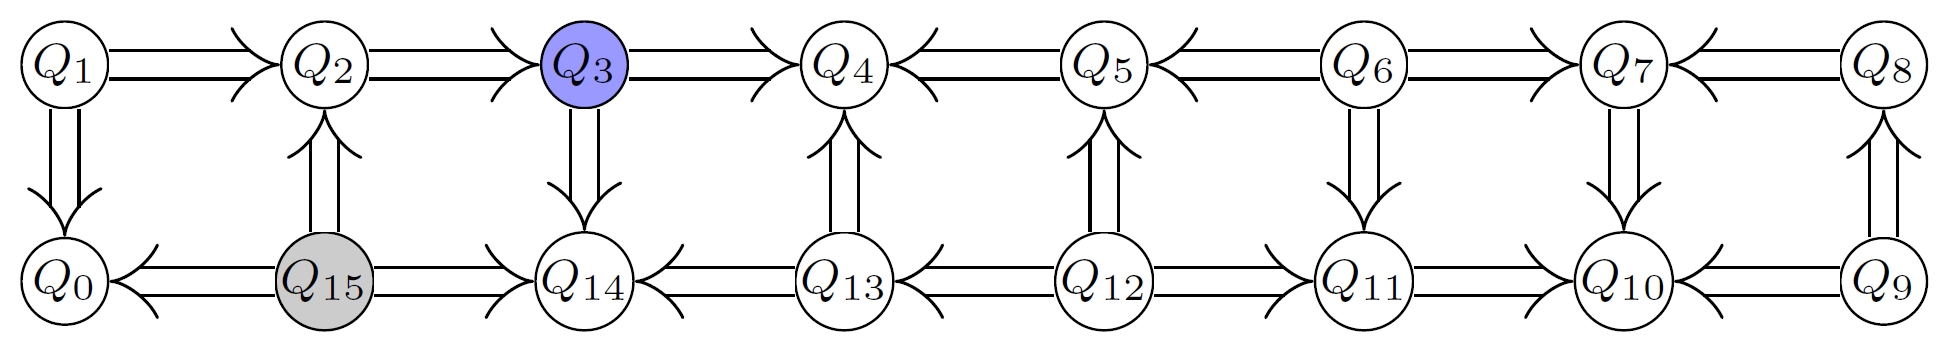 Q₁ Q₂ Q₃ Q₄ Q₅ Q₆ Q₇ Q₈
Q₀ Q₁₅ Q₁₄ Q₁₃ Q₁₂ Q₁₁ Q₁₀ Q₉